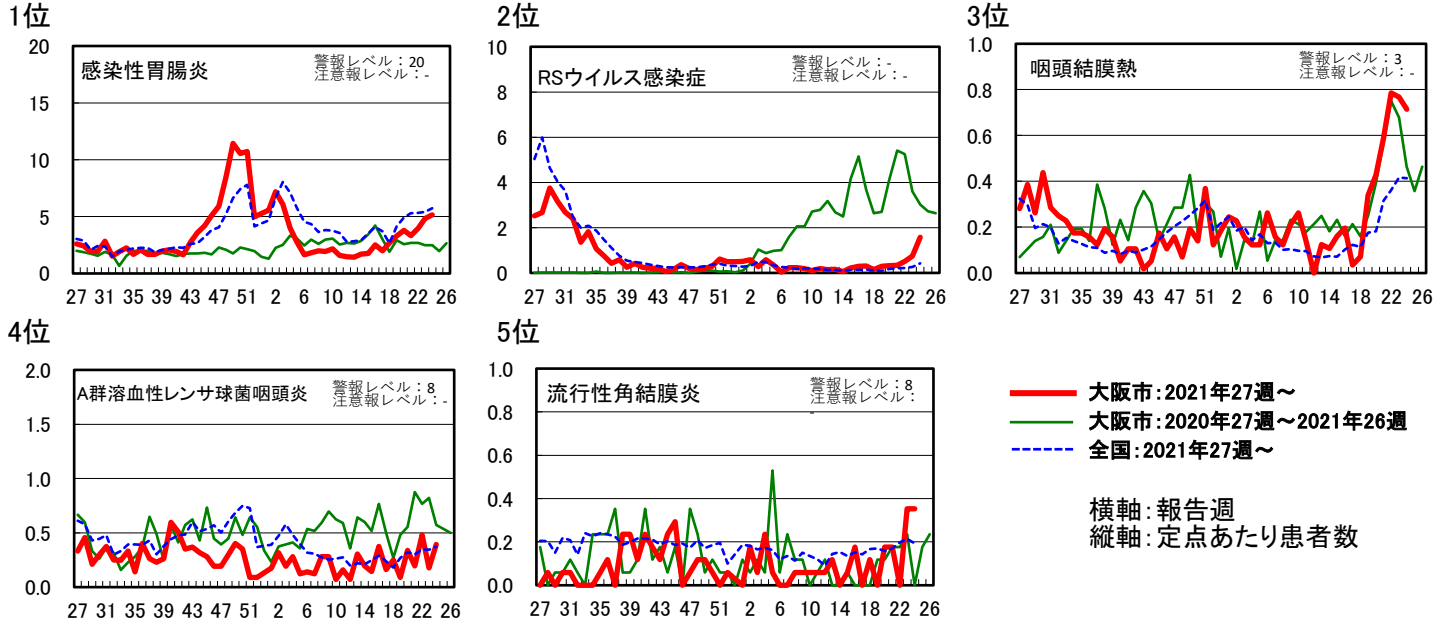 1位
感染性胃腸炎
警報レベル:20
注意報レベル:-
20
15
10
5
0
27 31 35 39 43 47 51 2 6 10 14 18 22 26
2位
RSウイルス感染症
警報レベル:-
注意報レベル:-
10
8
6
4
2
0
27 31 35 39 43 47 51 2 6 10 14 18 22 26
3位
咽頭結膜熱
警報レベル:3
注意報レベル:-
1.0
0.8
0.6
0.4
0.2
0.0
27 31 35 39 43 47 51 2 6 10 14 18 22 26
4位
A群溶血性レンサ球菌咽頭炎
警報レベル:8
注意報レベル:-
2.0
1.5
1.0
0.5
0.0
27 31 35 39 43 47 51 2 6 10 14 18 22 26
5位
流行性角結膜炎
警報レベル:8
注意報レベル:
-
1.0
0.8
0.6
0.4
0.2
0.0
27 31 35 39 43 47 51 2 6 10 14 18 22 26
大阪市:2021年27週~
大阪市:2020年27週~2021年26週
全国:2021年27週~
横軸:報告週
縦軸:定点あたり患者数